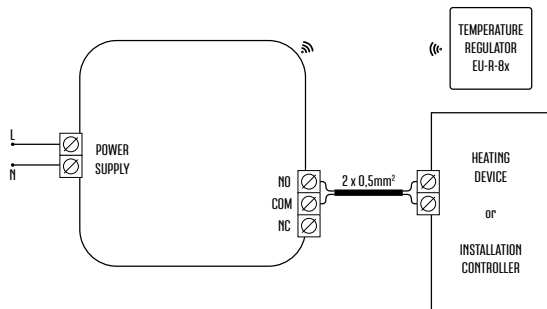 TEMPERATURE
REGULATOR
EU-R-8x
L
N
POWER
SUPPLY
NO
COM
NC
2 x 0,5mm²
HEATING
DEVICE
or
INSTALLATION
CONTROLLER